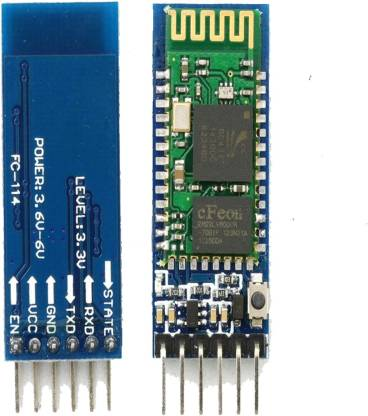 FC-114
POWER:3.6V-6V
LEVEL:3.3V
EN
VCC
GND
TXD
RXD
STATE
cFeon